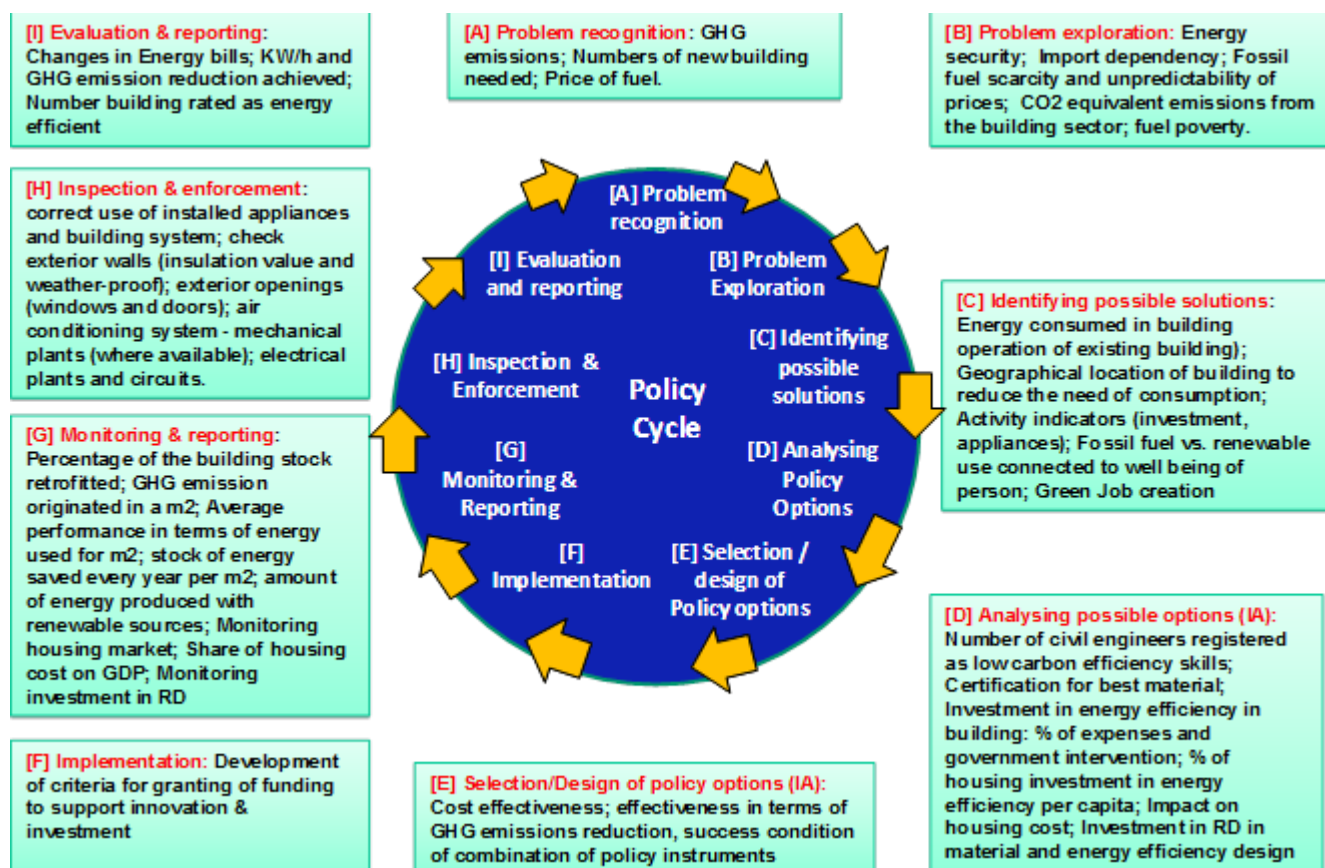 [I] Evaluation & reporting:
Changes in Energy bills; KW/h and
GHG emission reduction achieved;
Number building rated as energy
efficient
[A] Problem recognition: GHG
emissions; Numbers of new building
needed; Price of fuel.
[B] Problem exploration: Energy
security; Import dependency; Fossil
fuel scarcity and unpredictability of
prices; CO2 equivalent emissions from
the building sector; fuel poverty.
[H] Inspection & enforcement:
correct use of installed appliances
and building system; check
exterior walls (insulation value and
weather-proof); exterior openings
(windows and doors); air
conditioning system - mechanical
plants (where available); electrical
plants and circuits.
[A] Problem
recognition
[I] Evaluation
and reporting
[B] Problem
Exploration
[C] Identifying
possible
solutions
[H] Inspection &
Enforcement
Policy
Cycle
[G]
Monitoring &
Reporting
[D] Analysing
Policy
Options
[F]
Implementation
[E] Selection /
design of
Policy options
[C] Identifying possible solutions:
Energy consumed in building
operation of existing building);
Geographical location of building to
reduce the need of consumption;
Activity indicators (investment,
appliances); Fossil fuel vs. renewable
use connected to well being of
person; Green Job creation
[G] Monitoring & reporting:
Percentage of the building stock
retrofitted; GHG emission
originated in a m2; Average
performance in terms of energy
used for m2; stock of energy
saved every year per m2; amount
of energy produced with
renewable sources; Monitoring
housing market; Share of housing
cost on GDP; Monitoring
investment in RD
[D] Analysing possible options (IA):
Number of civil engineers registered
as low carbon efficiency skills;
Certification for best material;
Investment in energy efficiency in
building: % of expenses and
government intervention; % of
housing investment in energy
efficiency per capita; Impact on
housing cost; Investment in RD in
material and energy efficiency design
[F] Implementation: Development
of criteria for granting of funding
to support innovation &
investment
[E] Selection/Design of policy options (IA):
Cost effectiveness; effectiveness in terms of
GHG emissions reduction, success condition
of combination of policy instruments